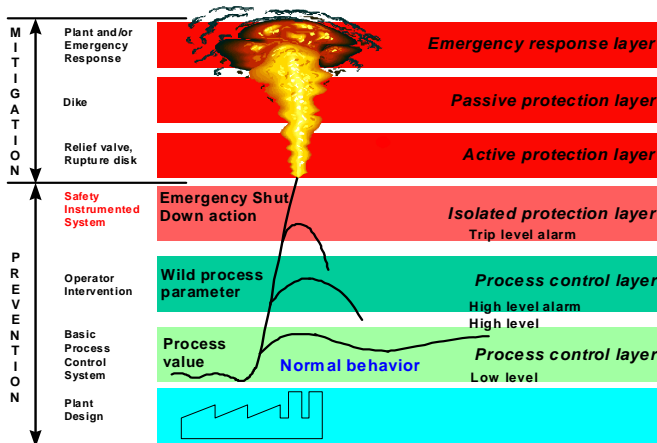 MITIGATION
Plant and/or
Emergency
Response
Emergency response layer
Dike
Passive protection layer
Relief valve,
Rupture disk
Active protection layer
PREVENTION
Safety
Instrumented
System
Emergency Shut
Down action
Isolated protection layer
Trip level alarm
Operator
Intervention
Wild process
parameter
Process control layer
High level alarm
High level
Basic
Process
Control
System
Process
value
Normal behavior
Process control layer
Low level
Plant
Design